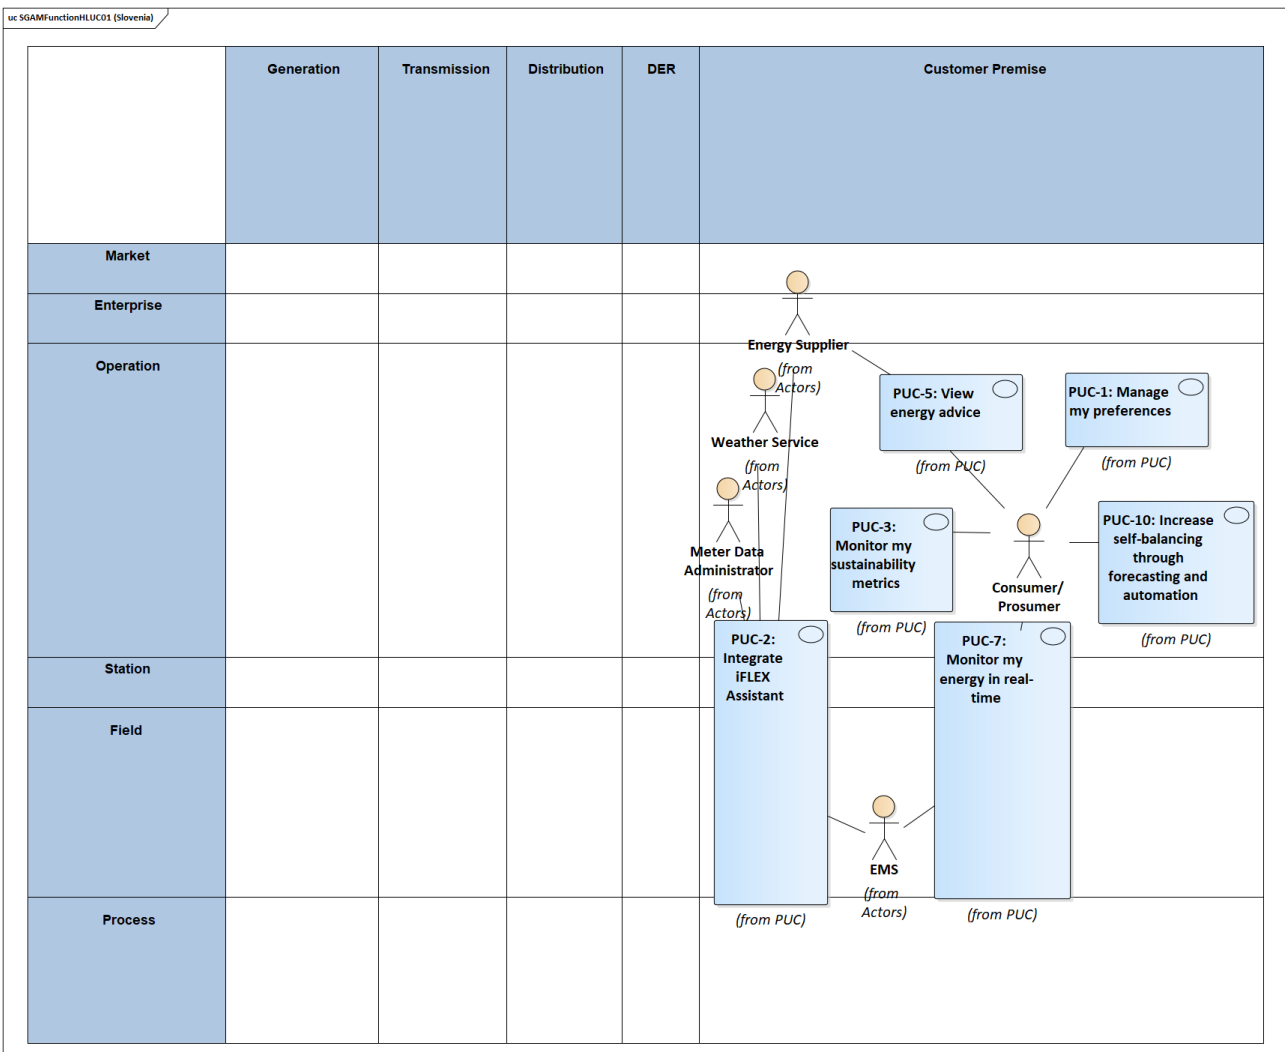 uc SGAMFunctionHLUC01 (Slovenia)
Generation
Transmission
Distribution
DER
Customer Premise
Market
Enterprise
Operation
Station
Field
Process
Energy Supplier
(from
Actors)
Weather Service
(from
Actors)
Meter Data
Administrator
(from
Actors)
PUC-5: View
energy advice
(from PUC)
PUC-1: Manage
my preferences
(from PUC)
PUC-3:
Monitor my
sustainability
metrics
(from PUC)
Consumer/
Prosumer
PUC-10: Increase
self-balancing
through
forecasting and
automation
(from PUC)
PUC-2:
Integrate
iFLEX
Assistant
(from PUC)
PUC-7:
Monitor my
energy in real-
time
(from PUC)
EMS
(from
Actors)